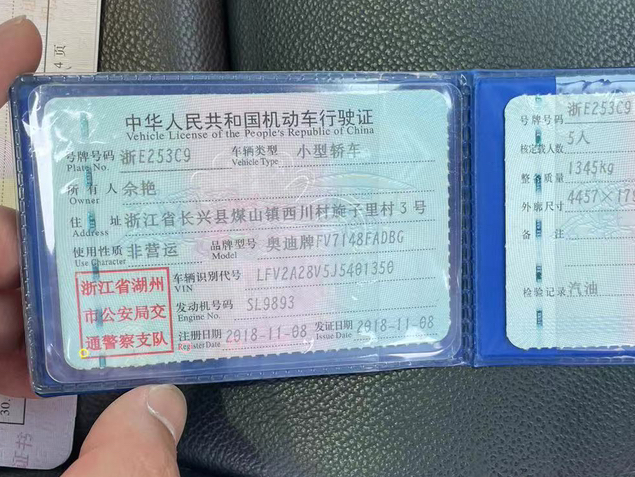 中华人民共和国机动车行驶证
Vehicle License of the People's Republic of China
号牌号码 浙E253C9 车辆类型 小型轿车
Plate No. Vehicle Type
所有人 佘艳
Owner
住址 浙江省长兴县煤山镇西川村旄子里村3号
Address
使用性质 非营运 品牌型号 奥迪牌FV7148FADBG
Use Character Model
浙江省湖州
市公安局交
通警察支队
车辆识别代号 LFV2A28V5J5401350
VIN
发动机号码 SL9893
Engine No.
注册日期 2018-11-08 发证日期 2018-11-08
Register Date Issue Date
号牌号码 浙E253C9
核定载人数 5人
整备质量 1345kg
外廓尺寸 4457×17
备注
检验记录 汽油
4 页
30.
证书